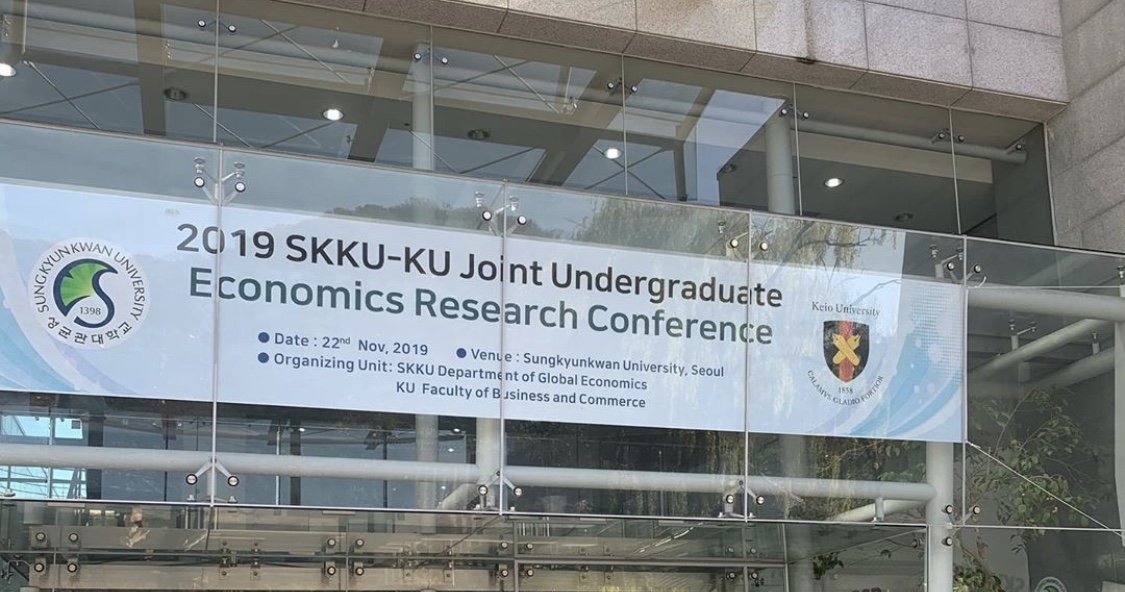 2019 SKKU-KU Joint Undergraduate
Economics Research Conference
● Date : 22nd Nov, 2019 ● Venue : Sungkyunkwan University, Seoul
● Organizing Unit: SKKU Department of Global Economics
KU Faculty of Business and Commerce
SUNGKYUNKWAN UNIVERSITY
1398
성균관대학교
Keio University
1858
CALAMVS GLADIO FORTIOR